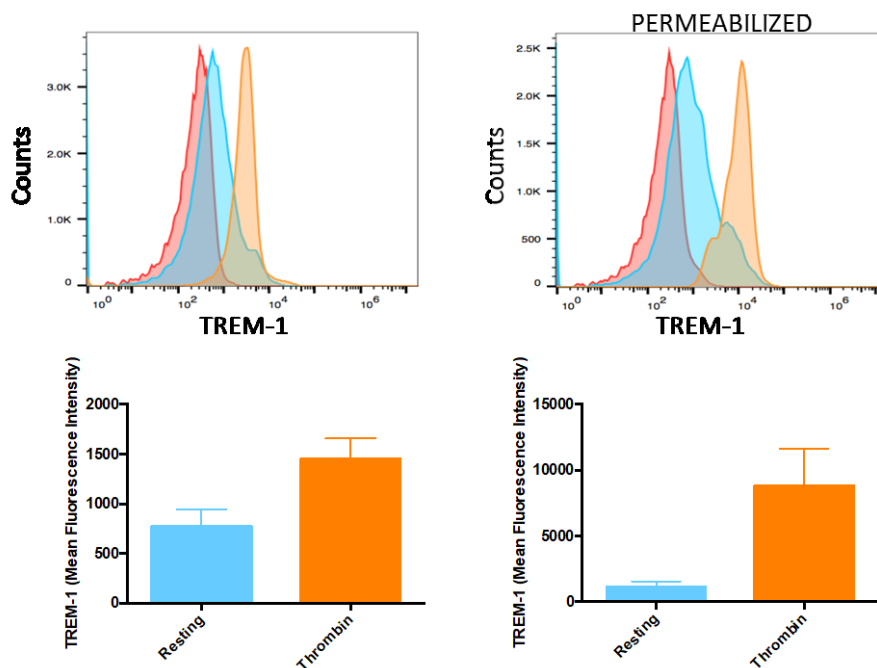 PERMEABILIZED
Counts
3.0K
2.0K
1.0K
0
10^0 10^2 10^4 10^6
TREM-1
Counts
2.5K
2.0K
1.5K
1.0K
500
0
10^0 10^2 10^4 10^6
TREM-1
TREM-1 (Mean Fluorescence Intensity)
2000
1500
1000
500
0
Resting
Thrombin
TREM-1 (Mean Fluorescence Intensity)
15000
10000
5000
0
Resting
Thrombin